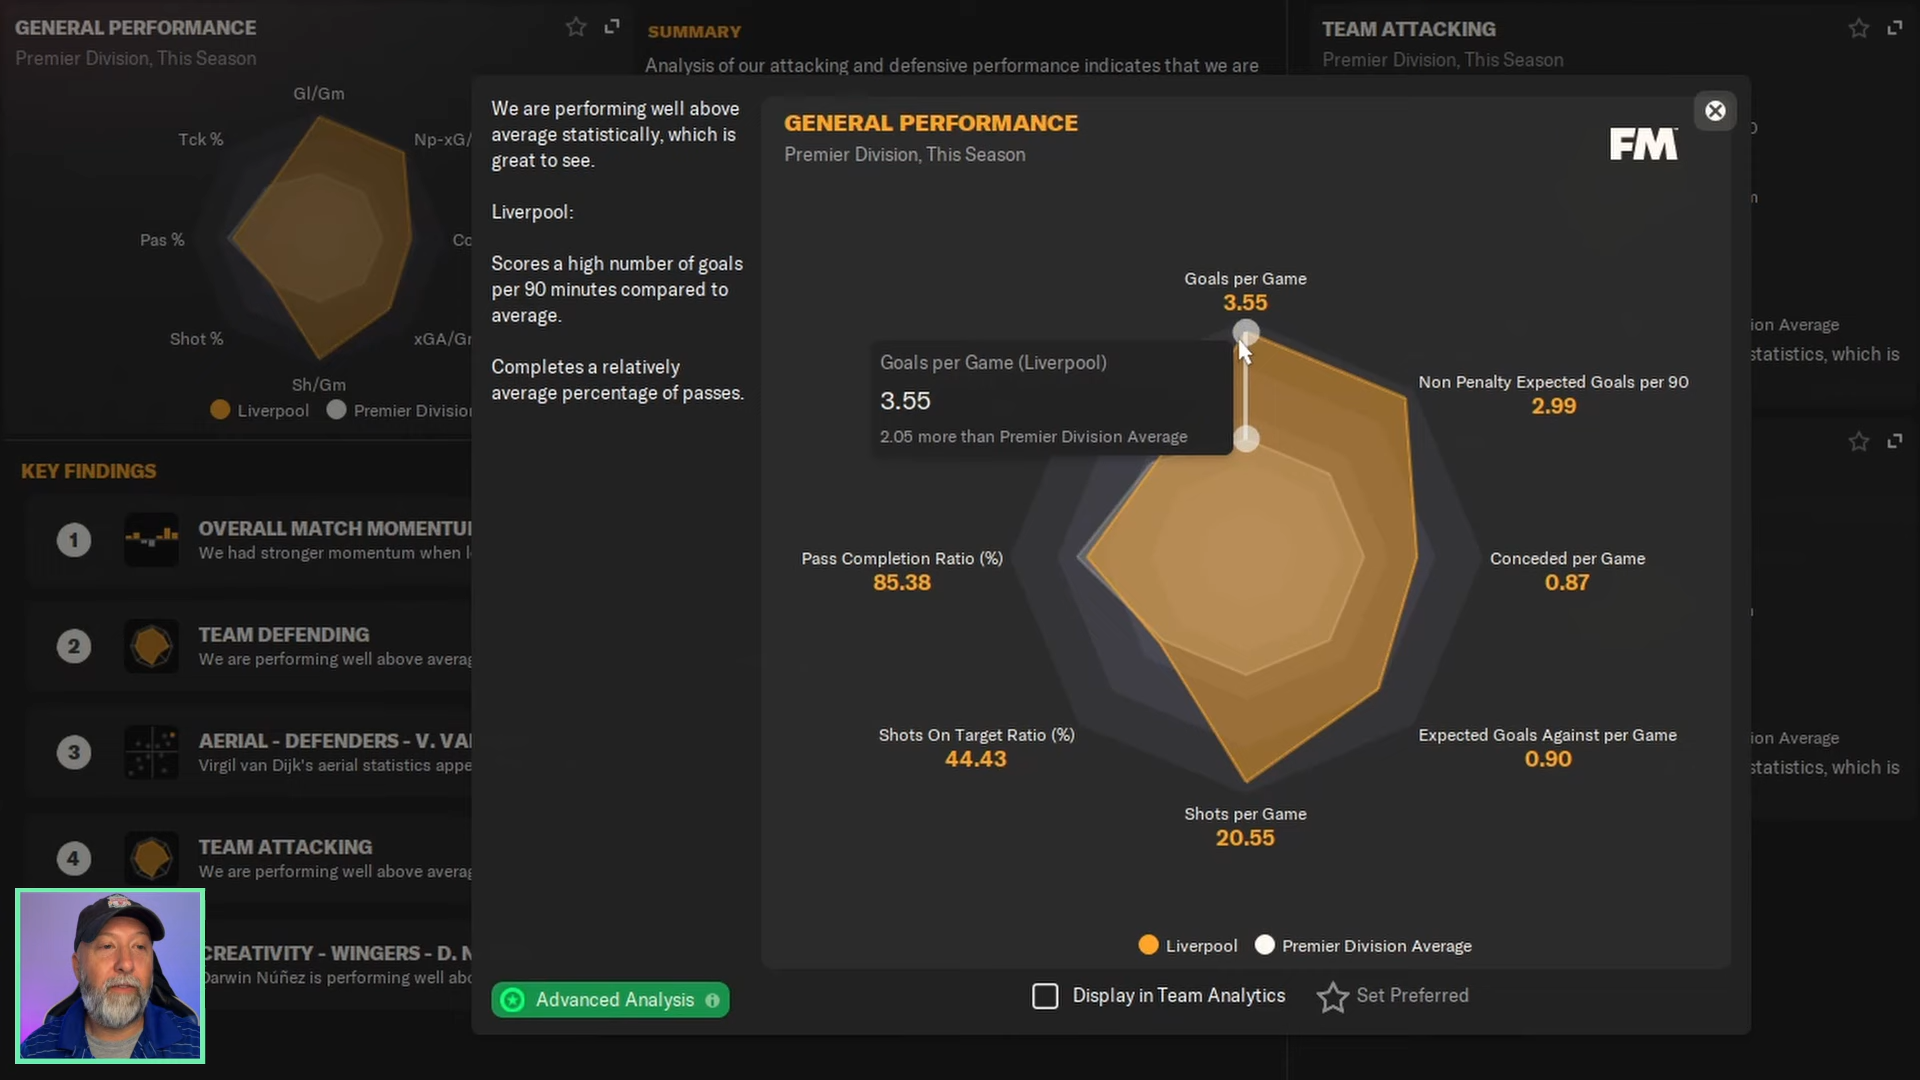 GENERAL PERFORMANCE
Premier Division, This Season
Gl/Gm
Tck %
Np-xG/
Pas %
Co
Shot %
xGA/Gr
Sh/Gm
Liverpool
Premier Divisio
SUMMARY
Analysis of our attacking and defensive performance indicates that we are
TEAM ATTACKING
Premier Division, This Season
We are performing well above
average statistically, which is
great to see.
Liverpool:
Scores a high number of goals
per 90 minutes compared to
average.
Completes a relatively
average percentage of passes.
GENERAL PERFORMANCE
Premier Division, This Season
FM
Goals per Game
3.55
Goals per Game (Liverpool)
3.55
2.05 more than Premier Division Average
Non Penalty Expected Goals per 90
2.99
Pass Completion Ratio (%)
85.38
Conceded per Game
0.87
Shots On Target Ratio (%)
44.43
Expected Goals Against per Game
0.90
Shots per Game
20.55
Liverpool
Premier Division Average
Advanced Analysis
Display in Team Analytics
Set Preferred
KEY FINDINGS
1
OVERALL MATCH MOMENTU
We had stronger momentum when l
2
TEAM DEFENDING
We are performing well above averag
3
AERIAL - DEFENDERS - V. VA
Virgil van Dijk's aerial statistics appe
4
TEAM ATTACKING
We are performing well above averag
CREATIVITY - WINGERS - D. N
Darwin Núñez is performing well abo
ion Average
statistics, which is
ion Average
statistics, which is